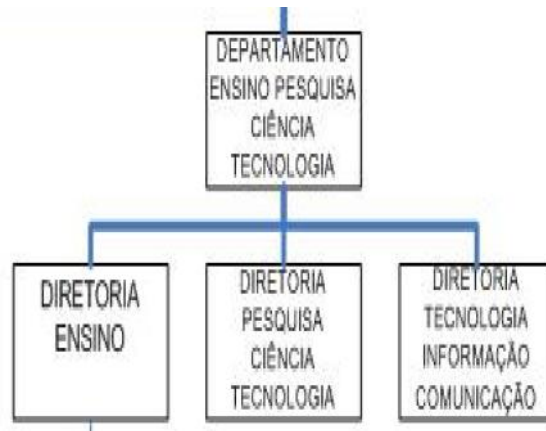 DEPARTAMENTO
ENSINO PESQUISA
CIÊNCIA
TECNOLOGIA
DIRETORIA
ENSINO
DIRETORIA
PESQUISA
CIÊNCIA
TECNOLOGIA
DIRETORIA
TECNOLOGIA
INFORMAÇÃO
COMUNICAÇÃO